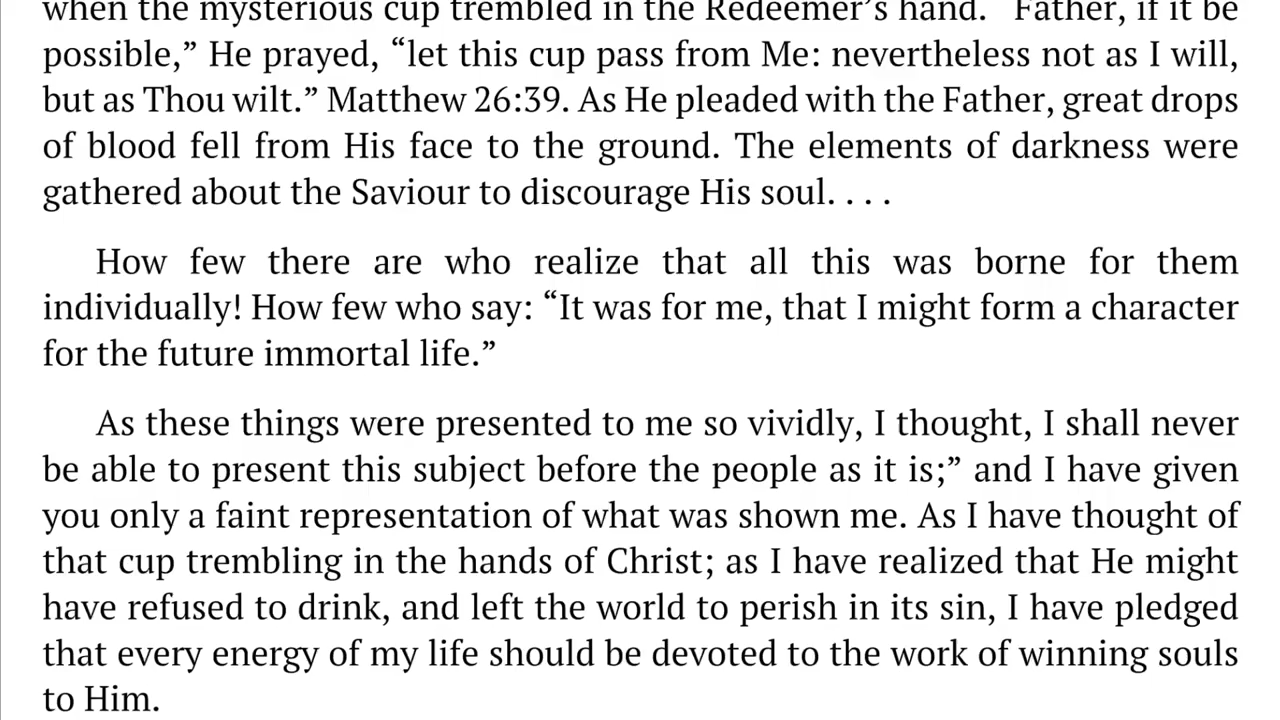 when the mysterious cup trembled in the Redeemer’s hand. “Father, if it be
possible,” He prayed, “let this cup pass from Me: nevertheless not as I will,
but as Thou wilt.” Matthew 26:39. As He pleaded with the Father, great drops
of blood fell from His face to the ground. The elements of darkness were
gathered about the Saviour to discourage His soul. . . .
How few there are who realize that all this was borne for them
individually! How few who say: “It was for me, that I might form a character
for the future immortal life.”
As these things were presented to me so vividly, I thought, I shall never
be able to present this subject before the people as it is;” and I have given
you only a faint representation of what was shown me. As I have thought of
that cup trembling in the hands of Christ; as I have realized that He might
have refused to drink, and left the world to perish in its sin, I have pledged
that every energy of my life should be devoted to the work of winning souls
to Him.